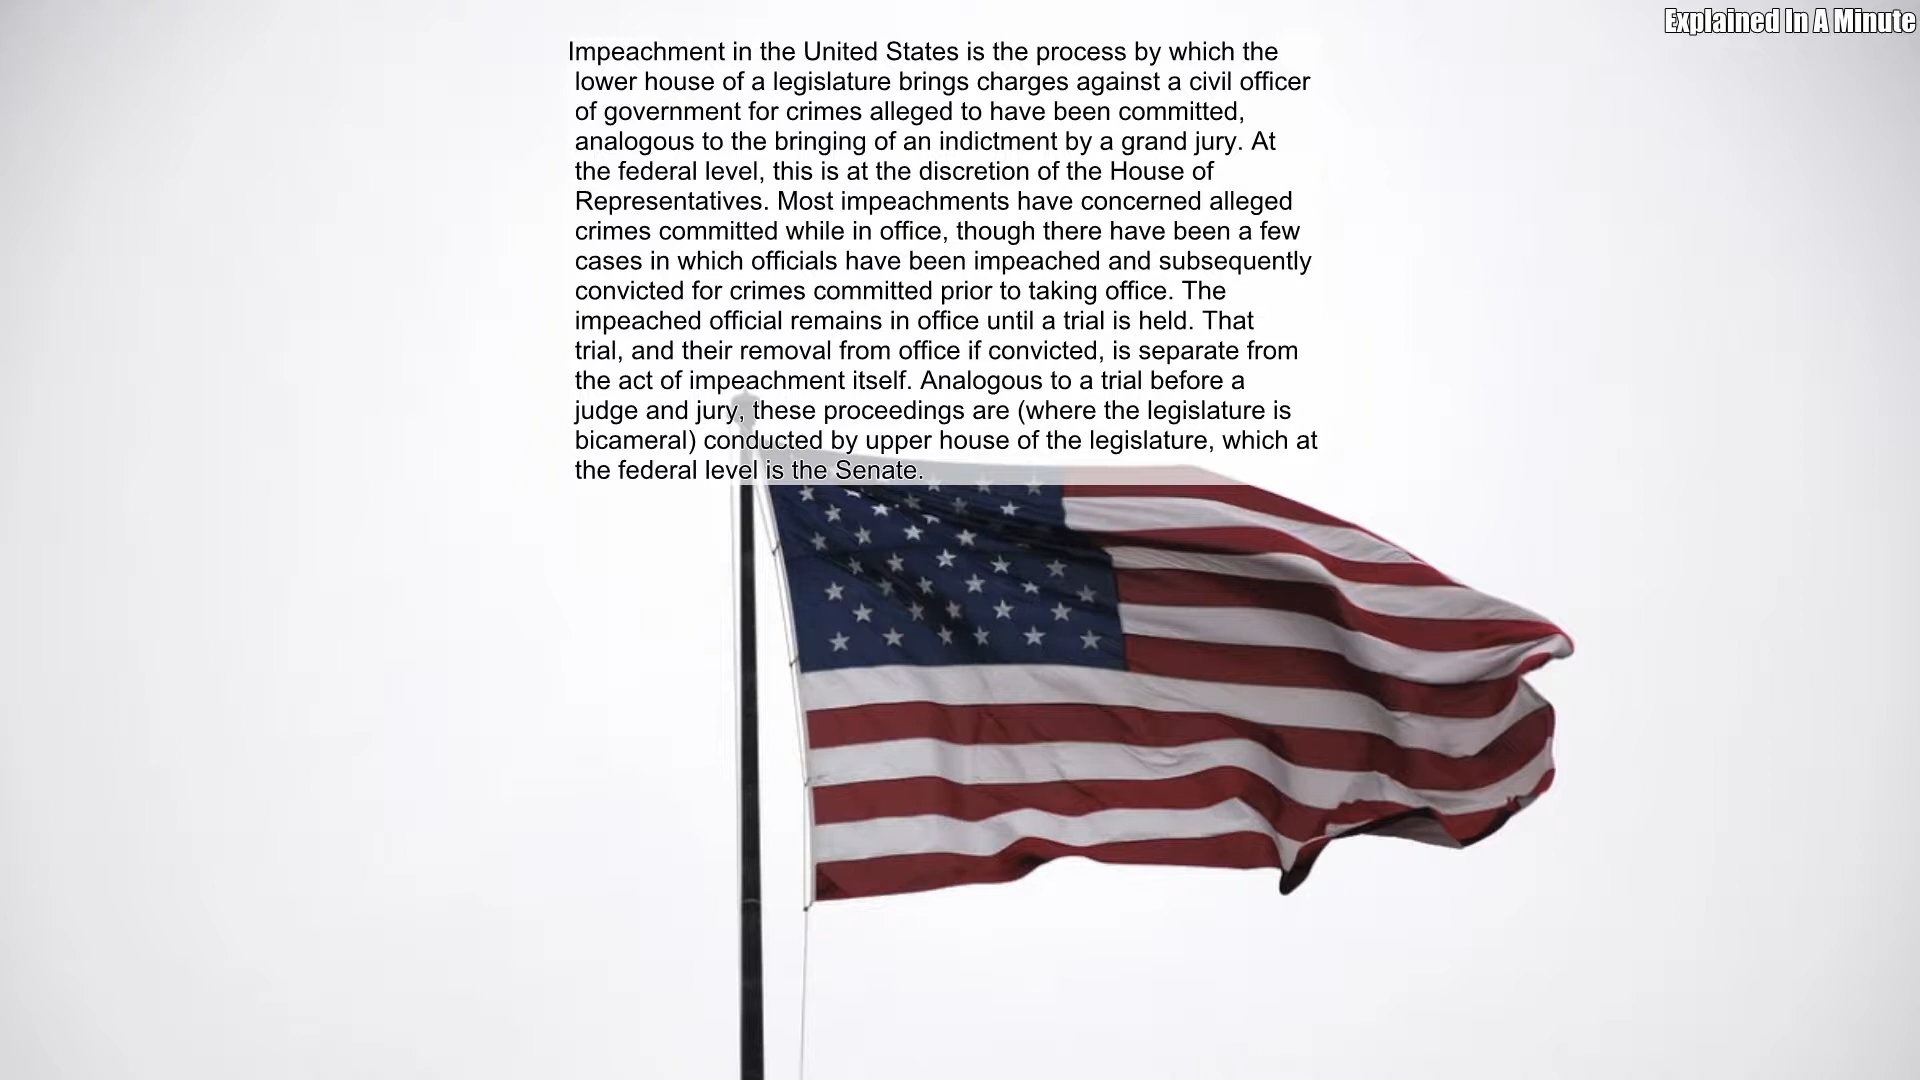 Explained In A Minute
Impeachment in the United States is the process by which the
lower house of a legislature brings charges against a civil officer
of government for crimes alleged to have been committed,
analogous to the bringing of an indictment by a grand jury. At
the federal level, this is at the discretion of the House of
Representatives. Most impeachments have concerned alleged
crimes committed while in office, though there have been a few
cases in which officials have been impeached and subsequently
convicted for crimes committed prior to taking office. The
impeached official remains in office until a trial is held. That
trial, and their removal from office if convicted, is separate from
the act of impeachment itself. Analogous to a trial before a
judge and jury, these proceedings are (where the legislature is
bicameral) conducted by upper house of the legislature, which at
the federal level is the Senate.